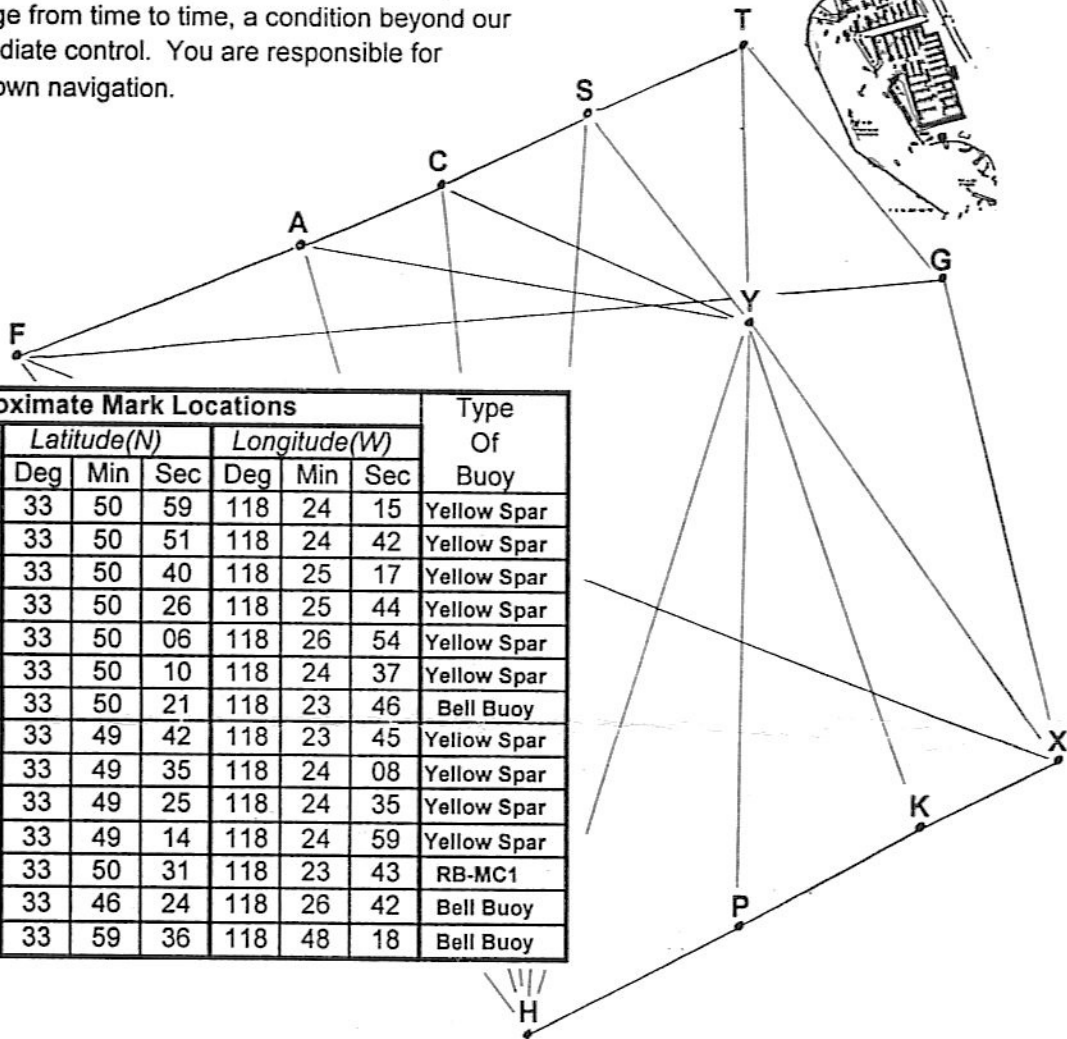 ge from time to time, a condition beyond our
diate control. You are responsible for
own navigation.
T
S
C
A
G
Y
F
oximate Mark Locations Type
Latitude(N) Longitude(W) Of
Deg Min Sec Deg Min Sec Buoy
33 50 59 118 24 15 Yellow Spar
33 50 51 118 24 42 Yellow Spar
33 50 40 118 25 17 Yellow Spar
33 50 26 118 25 44 Yellow Spar
33 50 06 118 26 54 Yellow Spar
33 50 10 118 24 37 Yellow Spar
33 50 21 118 23 46 Bell Buoy
33 49 42 118 23 45 Yellow Spar
33 49 35 118 24 08 Yellow Spar
33 49 25 118 24 35 Yellow Spar
33 49 14 118 24 59 Yellow Spar
33 50 31 118 23 43 RB-MC1
33 46 24 118 26 42 Bell Buoy
33 59 36 118 48 18 Bell Buoy
X
K
P
H